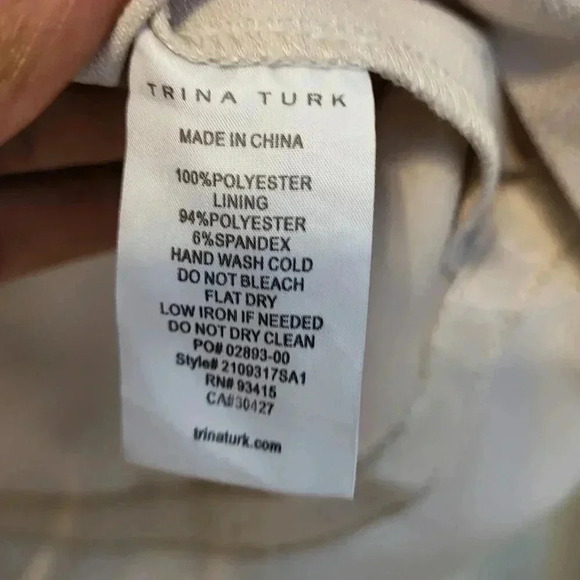 TRINA TURK
MADE IN CHINA
100%POLYESTER
LINING
94%POLYESTER
6%SPANDEX
HAND WASH COLD
DO NOT BLEACH
FLAT DRY
LOW IRON IF NEEDED
DO NOT DRY CLEAN
PO# 02893-00
Style# 2109317SA1
RN# 93415
CA#30427
trinaturk.com